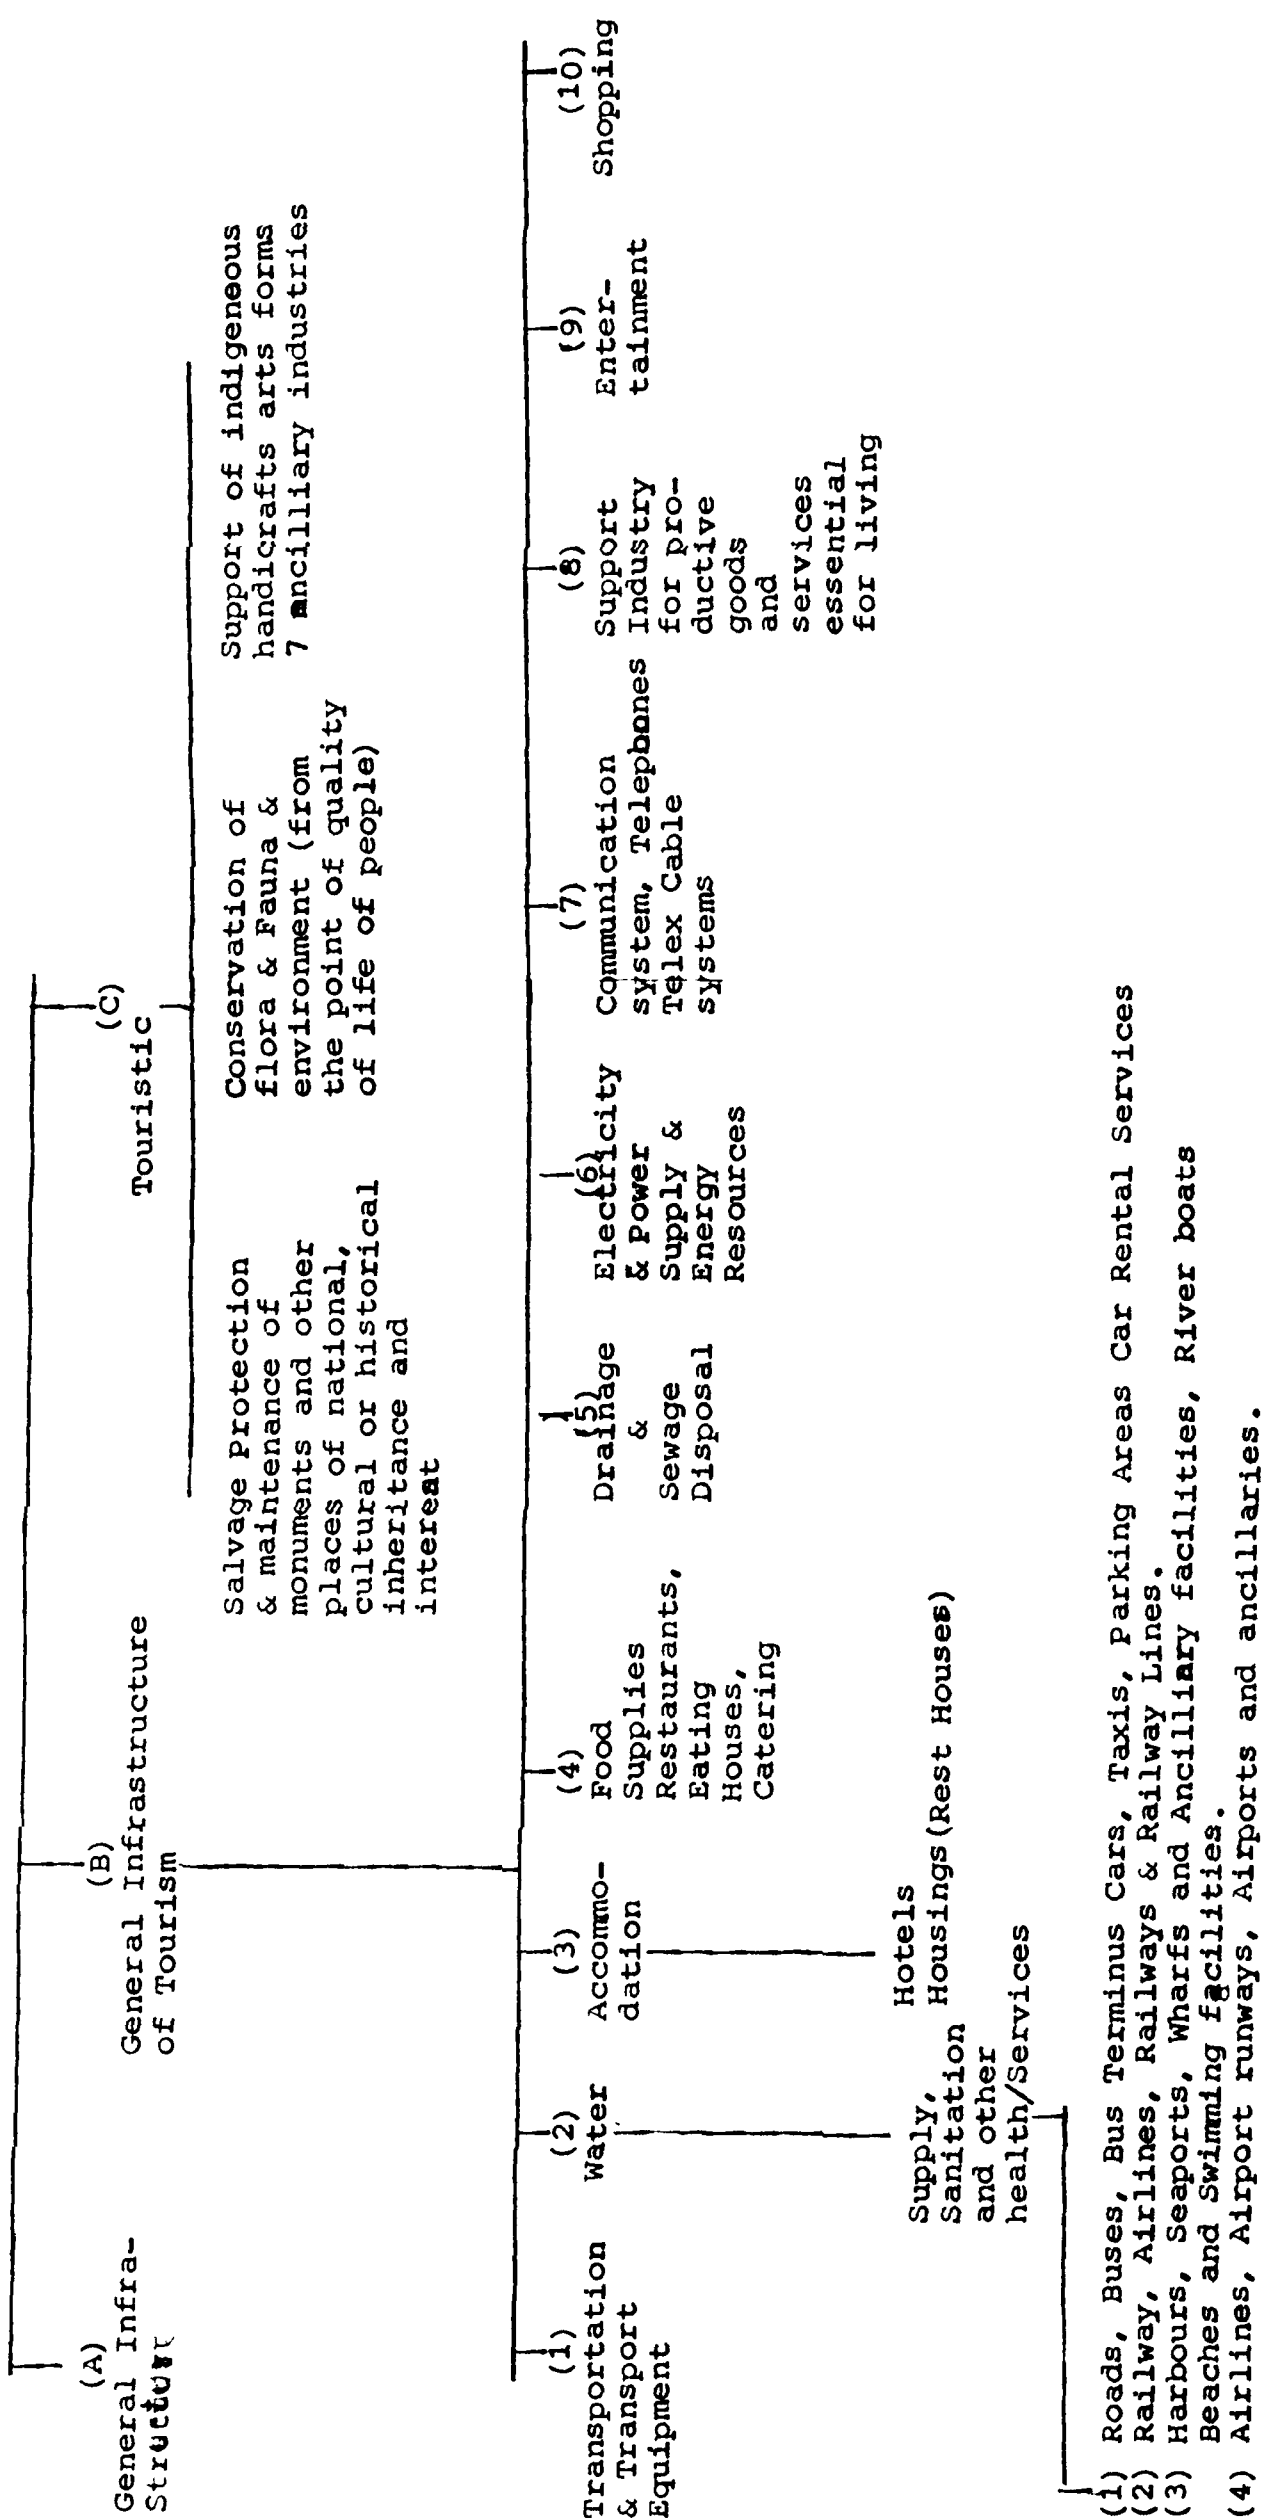 (A)
General Infra-
Structure
(B)
General Infrastructure
of Tourism
(C)
Touristic
Salvage Protection
& maintenance of
monuments and other
places of national,
cultural or historical
inheritance and
interest
Conservation of
flora & Fauna &
environment (from
the point of quality
of life of people)
Support of indigeneous
handicrafts arts forms
7 ancilliary industries
(1)
Transportation
& Transport
Equipment
(2)
Water
Supply,
Sanitation
and other
health/Services
(3)
Accommo-
dation
Hotels
Housings(Rest Houses)
(4)
Food
Supplies
Restaurants,
Eating
Houses,
Catering
(5)
Drainage
&
Sewage
Disposal
(6)
Electricity
& Power
Supply &
Energy
Resources
(7)
Communication
system, Telephones
Telex Cable
systems
(8)
Support
Industry
for pro-
ductive
goods
and
services
essential
for living
(9)
Enter-
tainment
(10)
Shopping
(1) Roads, Buses, Bus Terminus Cars, Taxis, Parking Areas Car Rental Services
(2) Railway, Airlines, Railways & Railway Lines.
(3) Harbours, Seaports, Wharfs and Ancilliary facilities, River boats
Beaches and Swimming facilities.
(4) Airlines, Airport runways, Airports and ancillaries.